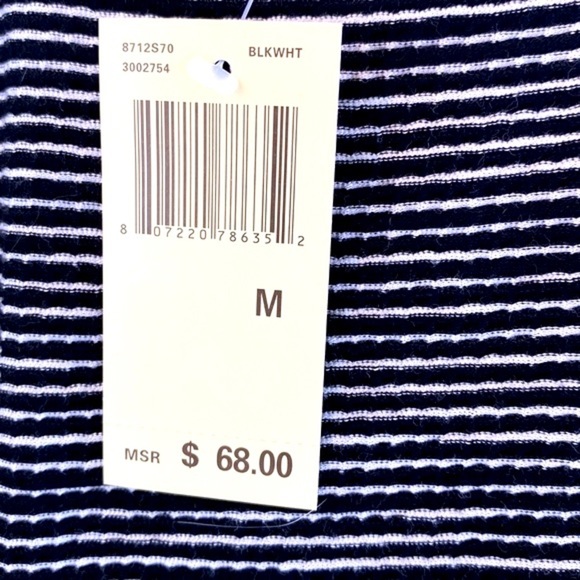 8712S70 BLKWHT
3002754
8 07220 78635 2
M
MSR $ 68.00